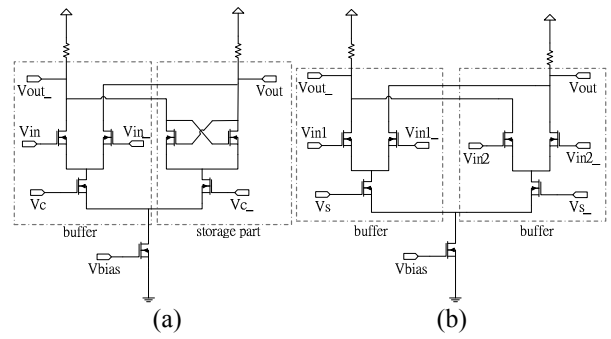 Vout_
Vout
Vin
Vin_
Vc
Vc_
buffer
storage part
Vbias
(a)
Vout_
Vout
Vin1
Vin1_
Vin2
Vin2_
Vs
Vs_
buffer
buffer
Vbias
(b)